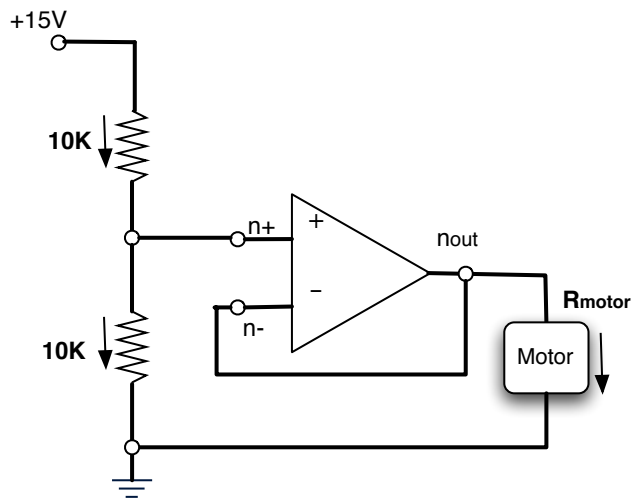 +15V
10K
n+
+
nout
−
n-
Rmotor
10K
Motor